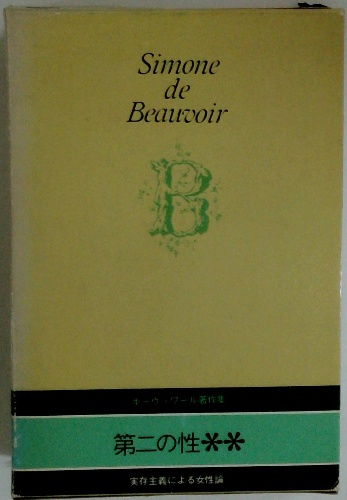 Simone
de
Beauvoir
B
ボーヴォワール著作集
第二の性**
実存主義による女性論